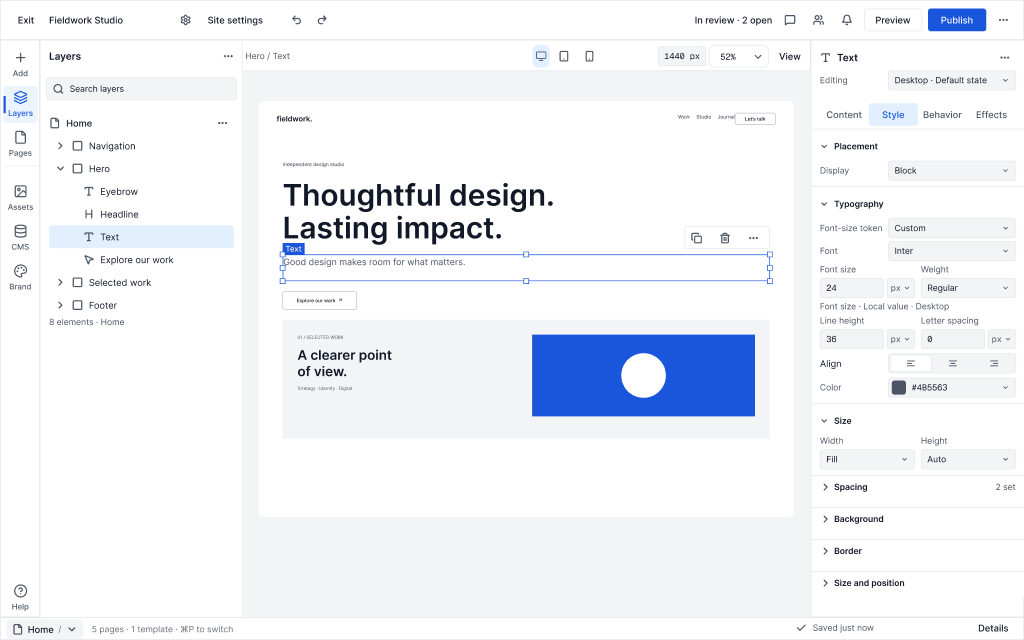 Exit Fieldwork Studio Site settings In review · 2 open Preview Publish
Add
Layers
Pages
Assets
CMS
Brand
Help
Layers
Search layers
Home
Navigation
Hero
Eyebrow
Headline
Text
Explore our work
Selected work
Footer
8 elements · Home
Hero / Text 1440 px 52% View
fieldwork. Work Studio Journal Let's talk
Independent design studio
Thoughtful design.
Lasting impact.
Text
Good design makes room for what matters.
Explore our work ↗
01 / SELECTED WORK
A clearer point
of view.
Strategy · Identity · Digital
Text
Editing Desktop · Default state
Content Style Behavior Effects
Placement
Display Block
Typography
Font-size token Custom
Font Inter
Font size Weight
24 px Regular
Font size · Local value · Desktop
Line height Letter spacing
36 px 0 px
Align
Color #4B5563
Size
Width Height
Fill Auto
Spacing 2 set
Background
Border
Size and position
Home / 5 pages · 1 template · ⌘P to switch Saved just now Details